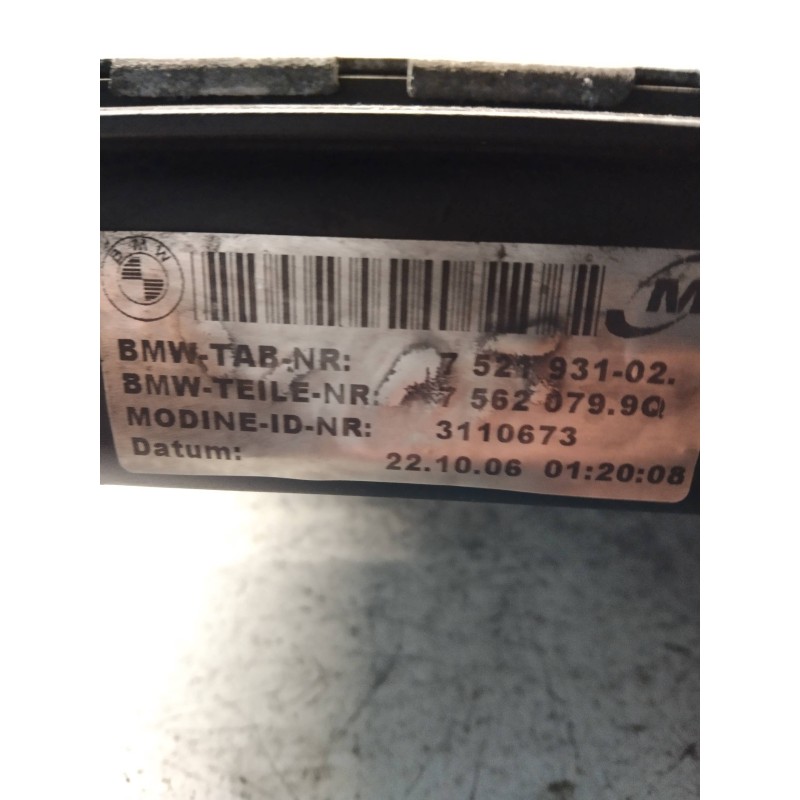 BMW
M
BMW-TAB-NR: 7 521 931-02.
BMW-TEILE-NR: 7 562 079.9Q
MODINE-ID-NR: 3110673
Datum: 22.10.06 01:20:08